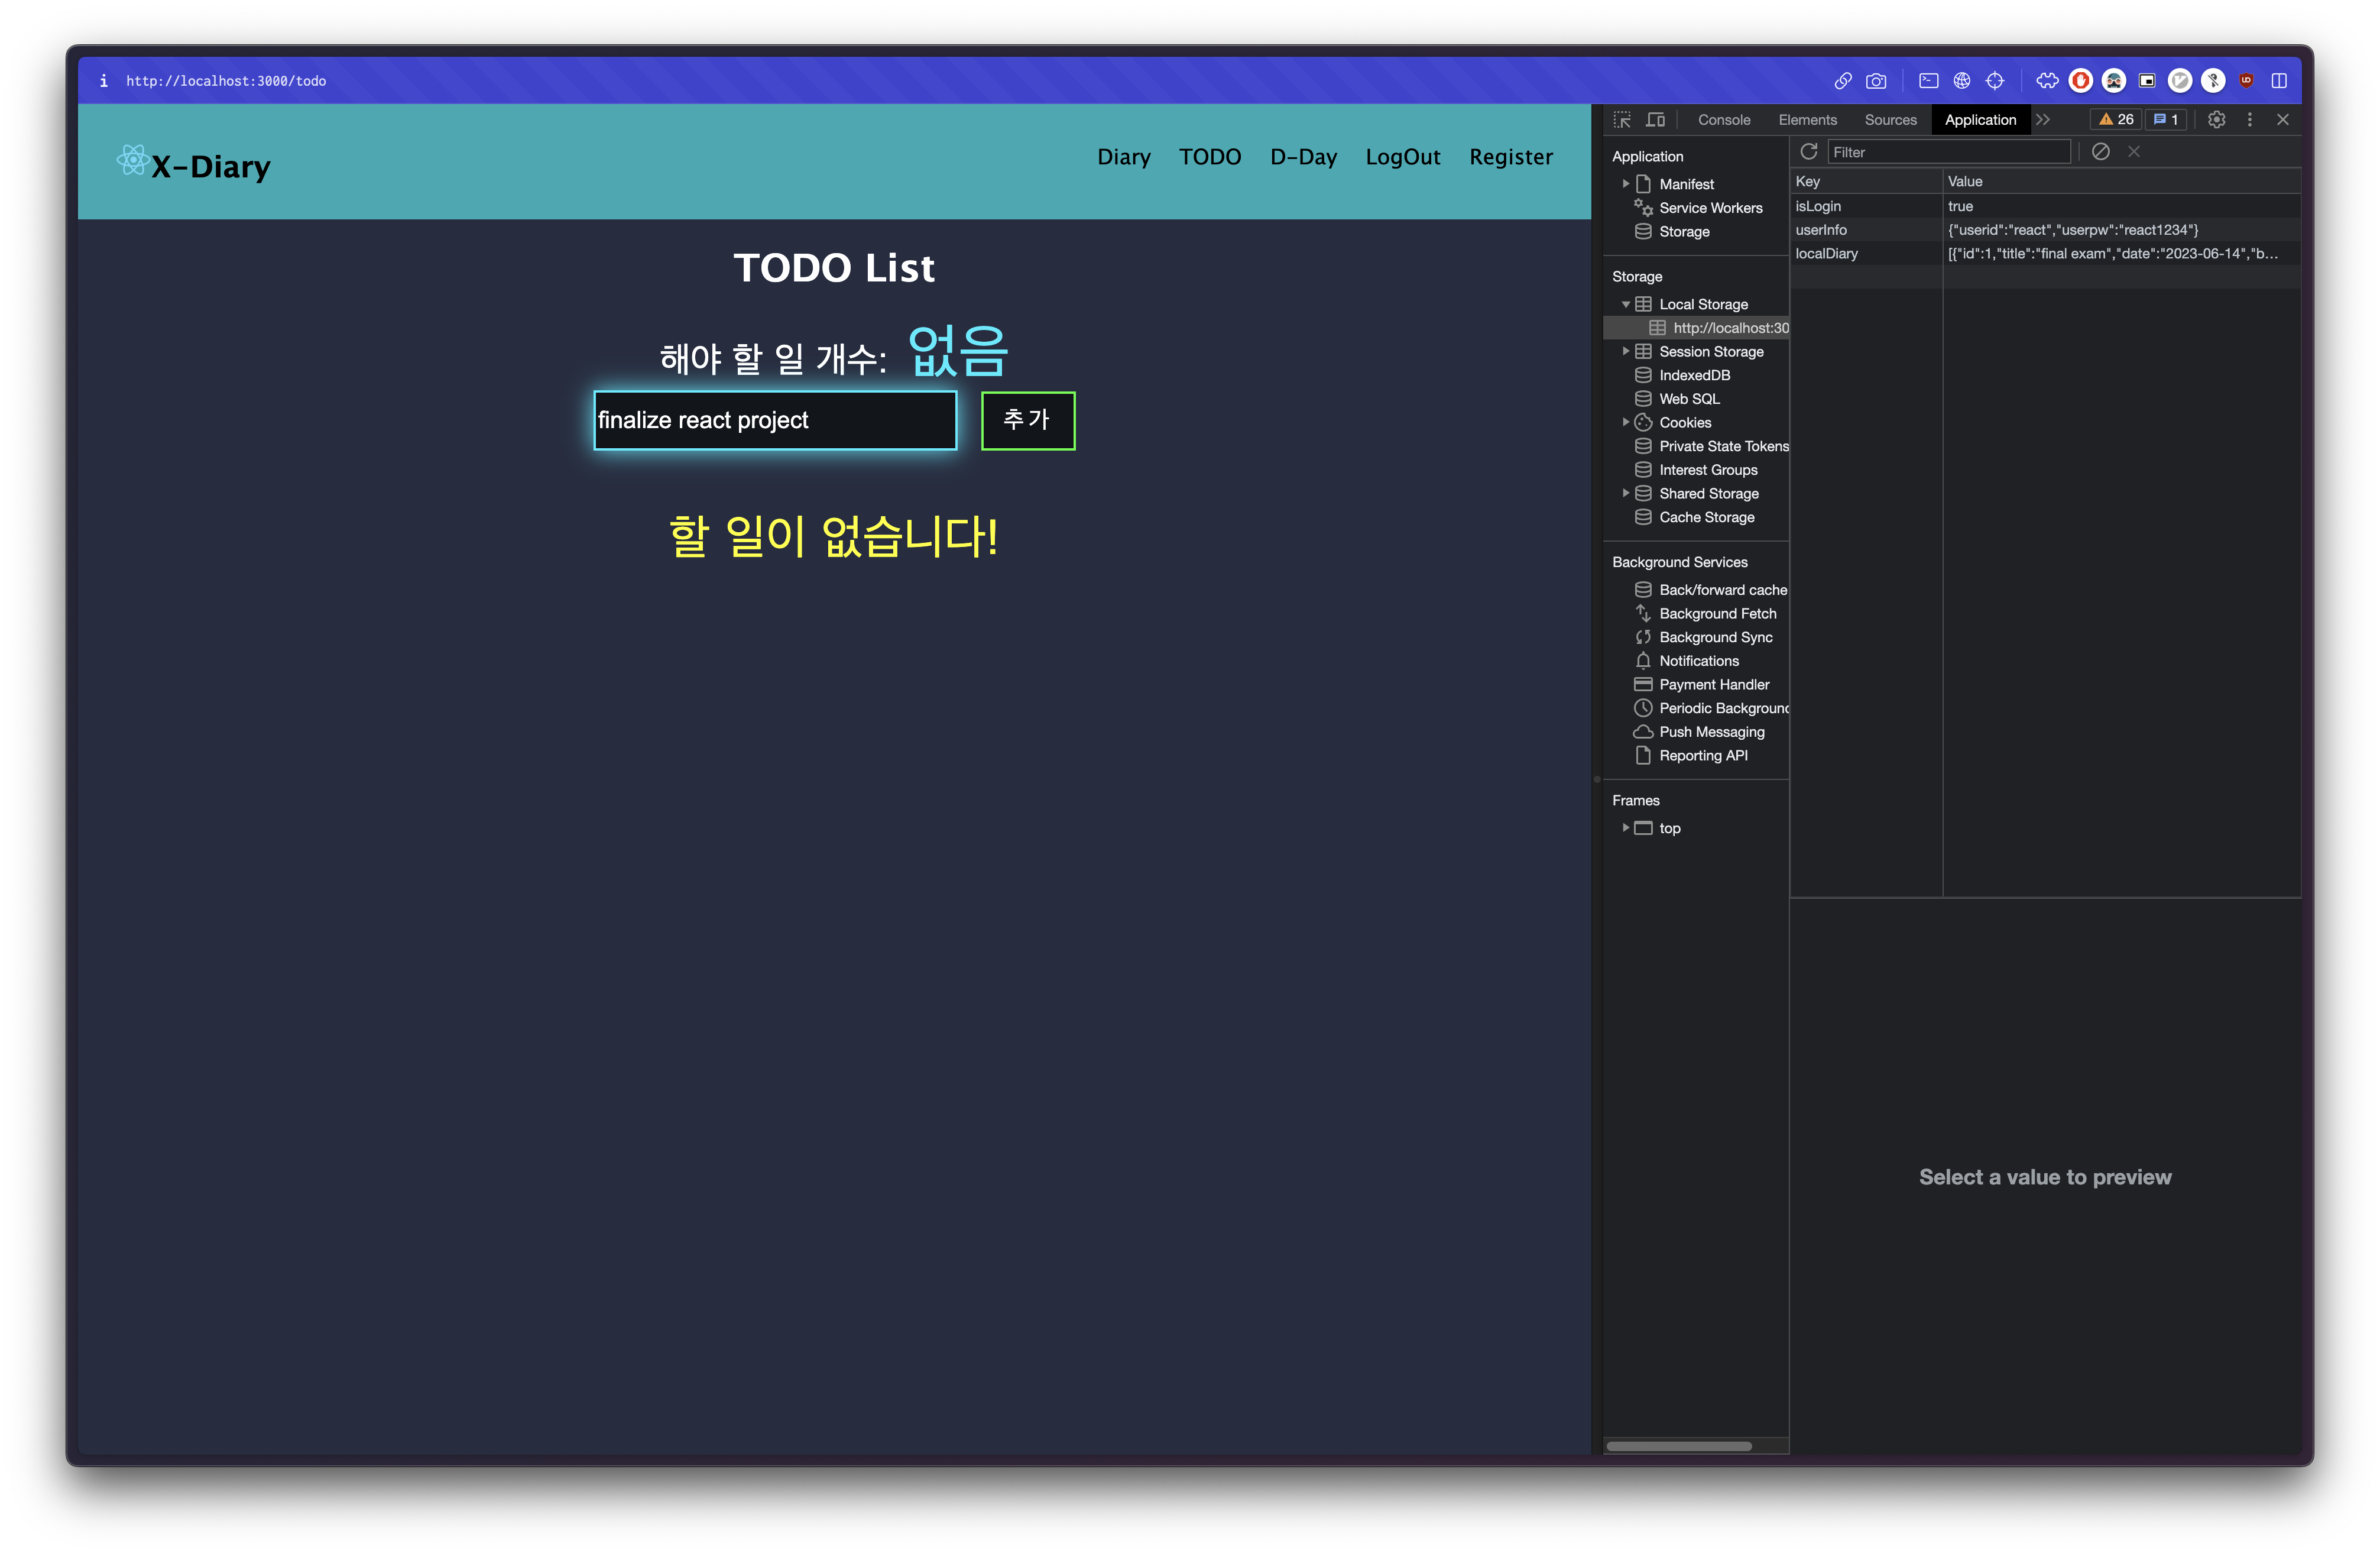 i http://localhost:3000/todo
X-Diary
Diary TODO D-Day LogOut Register
TODO List
해야 할 일 개수: 없음
finalize react project 추가
할 일이 없습니다!
Console Elements Sources Application 26 1
Application
Manifest
Service Workers
Storage
Storage
Local Storage
http://localhost:30
Session Storage
IndexedDB
Web SQL
Cookies
Private State Tokens
Interest Groups
Shared Storage
Cache Storage
Background Services
Back/forward cache
Background Fetch
Background Sync
Notifications
Payment Handler
Periodic Background
Push Messaging
Reporting API
Frames
top
Filter
Key Value
isLogin true
userInfo {"userid":"react","userpw":"react1234"}
localDiary [{"id":1,"title":"final exam","date":"2023-06-14","b…
Select a value to preview